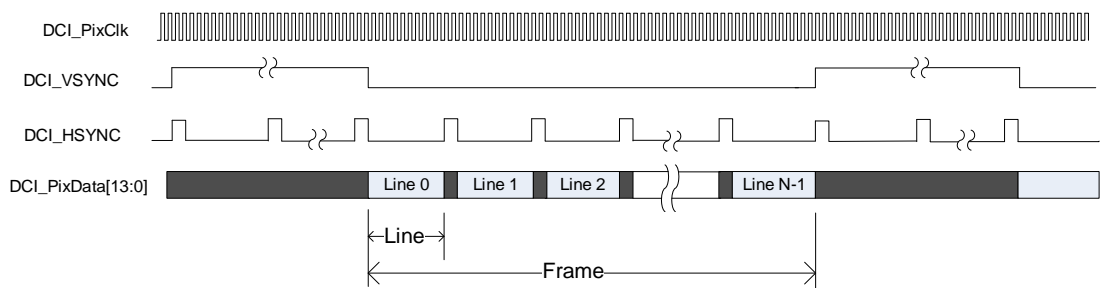 DCI_PixClk
DCI_VSYNC
DCI_HSYNC
DCI_PixData[13:0]
Line 0
Line 1
Line 2
Line N-1
Line
Frame